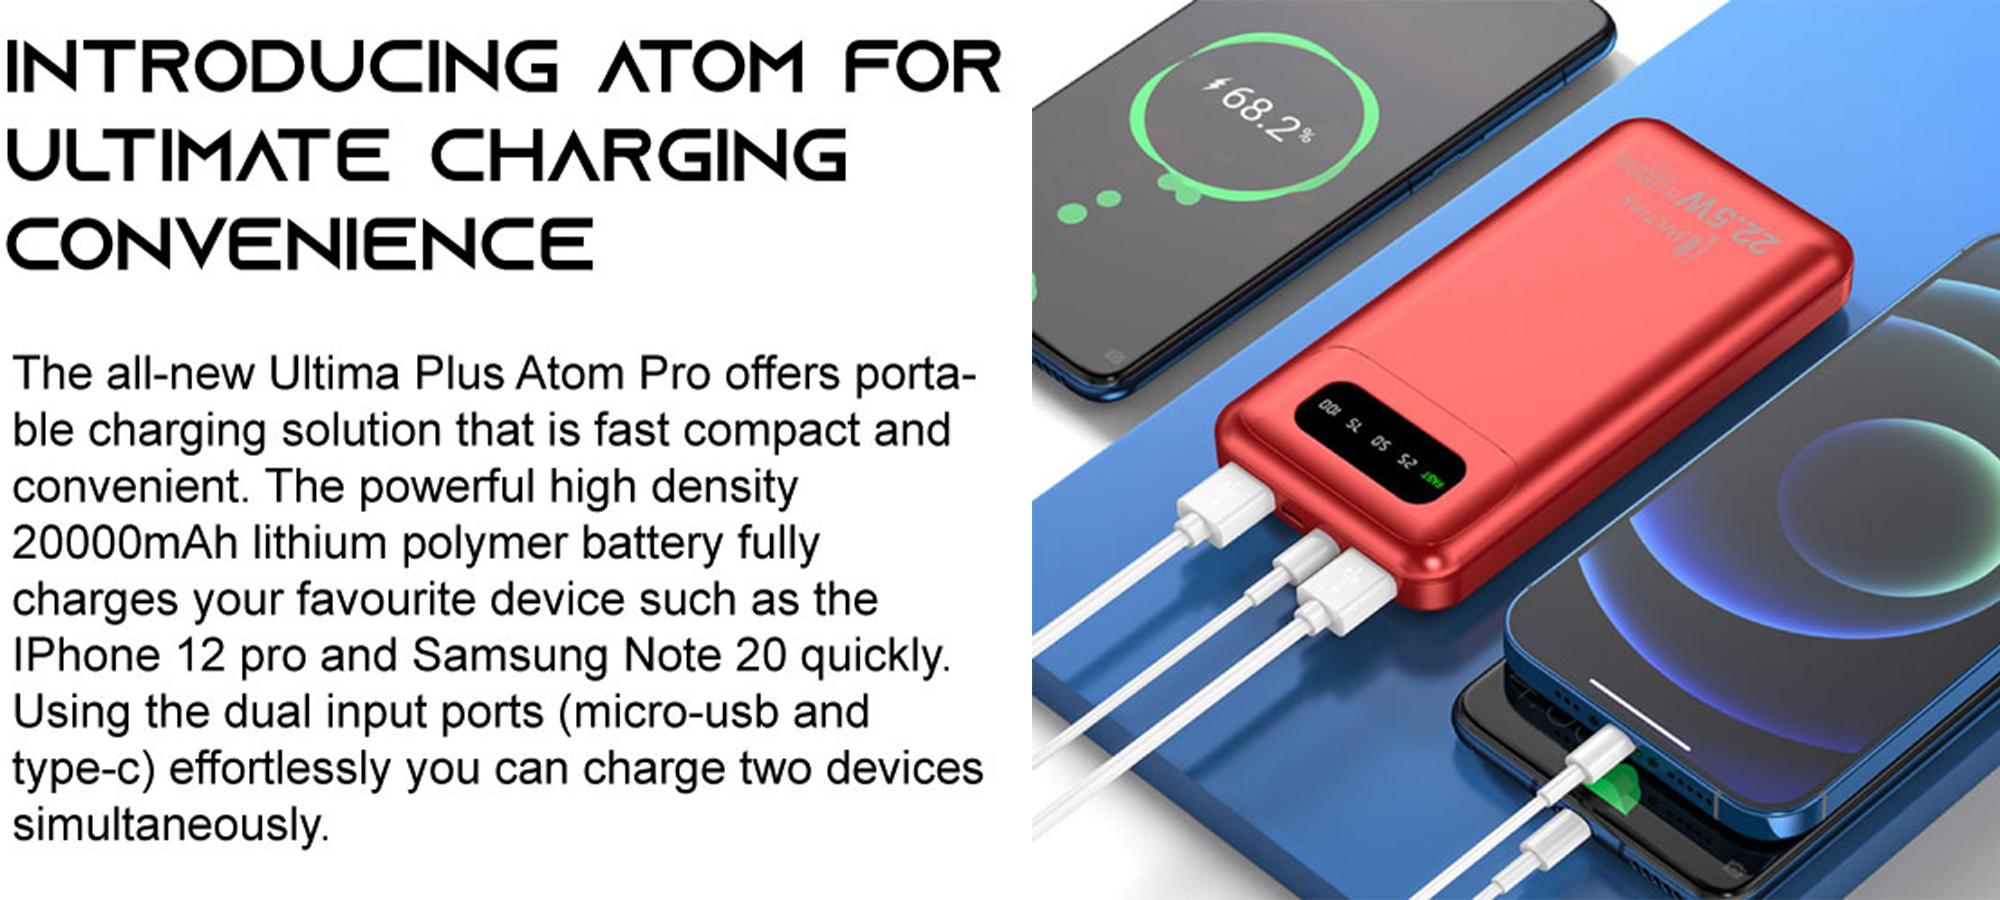 INTRODUCING ATOM FOR
ULTIMATE CHARGING
CONVENIENCE
The all-new Ultima Plus Atom Pro offers porta-
ble charging solution that is fast compact and
convenient. The powerful high density
20000mAh lithium polymer battery fully
charges your favourite device such as the
IPhone 12 pro and Samsung Note 20 quickly.
Using the dual input ports (micro-usb and
type-c) effortlessly you can charge two devices
simultaneously.
68.2%
22.5W
100 75 50 25 FAST